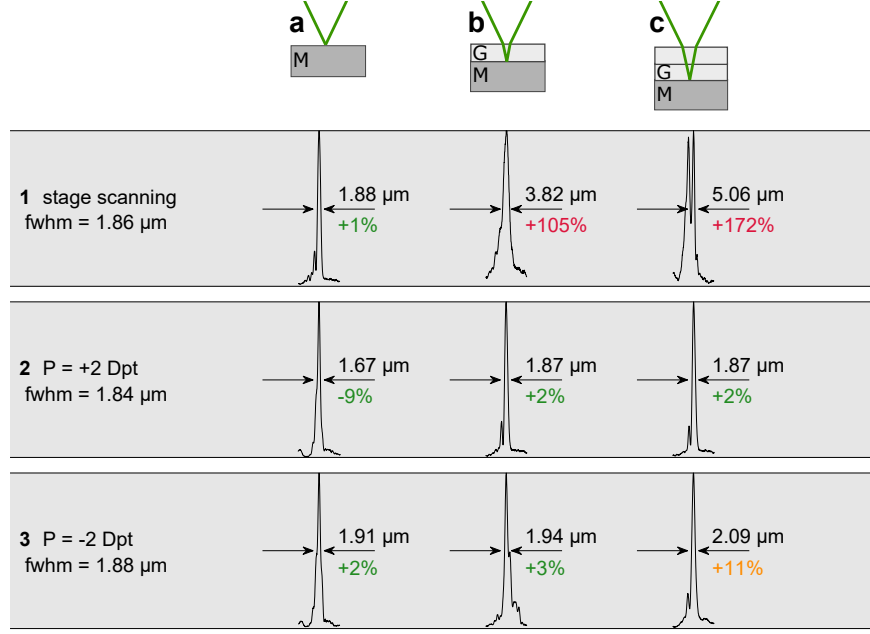 a b c
M G G
M M
1 stage scanning
fwhm = 1.86 µm
1.88 µm 3.82 µm 5.06 µm
+1% +105% +172%
2 P = +2 Dpt
fwhm = 1.84 µm
1.67 µm 1.87 µm 1.87 µm
-9% +2% +2%
3 P = -2 Dpt
fwhm = 1.88 µm
1.91 µm 1.94 µm 2.09 µm
+2% +3% +11%